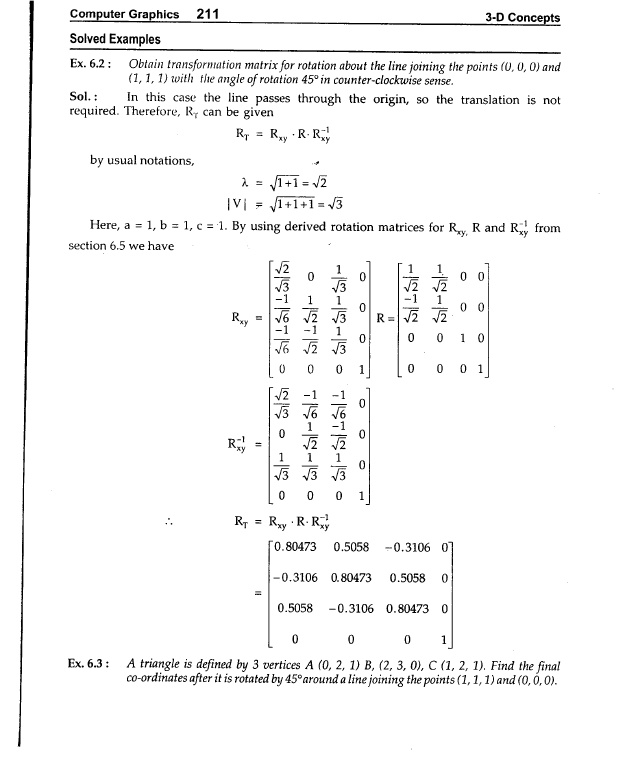 Computer Graphics 211 3-D Concepts
Solved Examples
Ex. 6.2 : Obtain transformation matrix for rotation about the line joining the points (0, 0, 0) and
(1, 1, 1) with the angle of rotation 45° in counter-clockwise sense.
Sol. : In this case the line passes through the origin, so the translation is not
required. Therefore, R_T can be given
R_T = R_xy · R · R_xy^-1
by usual notations,
λ = √1+1 = √2
|V| = √1+1+1 = √3
Here, a = 1, b = 1, c = 1. By using derived rotation matrices for R_xy, R and R_xy^-1 from
section 6.5 we have
R_xy = [ √2/√3 0 1/√3 0 ] R = [ 1/√2 1/√2 0 0 ]
[ -1/√6 1/√2 1/√3 0 ] [ -1/√2 1/√2 0 0 ]
[ -1/√6 -1/√2 1/√3 0 ] [ 0 0 1 0 ]
[ 0 0 0 1 ] [ 0 0 0 1 ]
R_xy^-1 = [ √2/√3 -1/√6 -1/√6 0 ]
[ 0 1/√2 -1/√2 0 ]
[ 1/√3 1/√3 1/√3 0 ]
[ 0 0 0 1 ]
∴ R_T = R_xy · R · R_xy^-1
= [ 0.80473 0.5058 -0.3106 0 ]
[ -0.3106 0.80473 0.5058 0 ]
[ 0.5058 -0.3106 0.80473 0 ]
[ 0 0 0 1 ]
Ex. 6.3 : A triangle is defined by 3 vertices A (0, 2, 1) B, (2, 3, 0), C (1, 2, 1). Find the final
co-ordinates after it is rotated by 45° around a line joining the points (1, 1, 1) and (0, 0, 0).